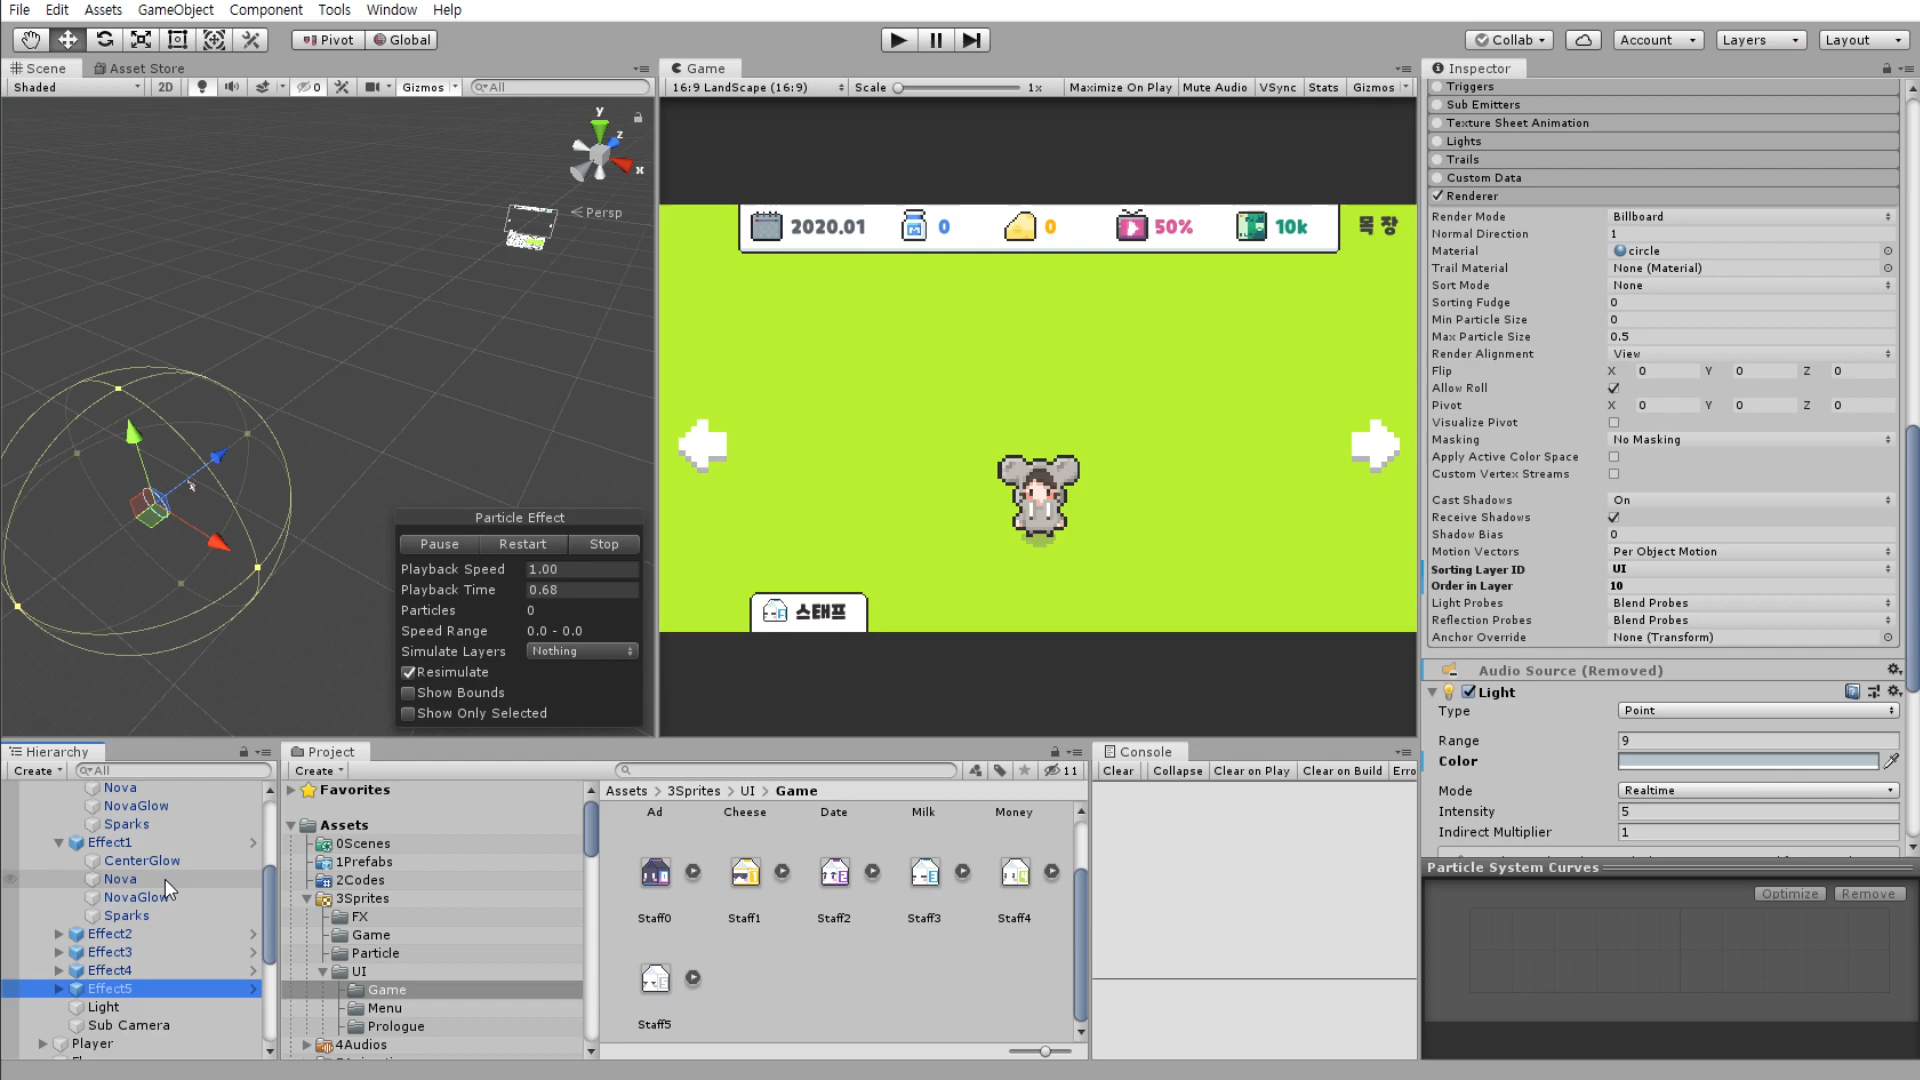 File Edit Assets GameObject Component Tools Window Help
Pivot Global
Collab Account Layers Layout
Scene Asset Store
Shaded 2D 0 Gizmos All
y
z
x
Persp
Particle Effect
Pause Restart Stop
Playback Speed 1.00
Playback Time 0.68
Particles 0
Speed Range 0.0 - 0.0
Simulate Layers Nothing
Resimulate
Show Bounds
Show Only Selected
Game
16:9 LandScape (16:9) Scale 1x Maximize On Play Mute Audio VSync Stats Gizmos
2020.01 0 0 50% 10k 목장
스태프
Inspector
Triggers
Sub Emitters
Texture Sheet Animation
Lights
Trails
Custom Data
Renderer
Render Mode Billboard
Normal Direction 1
Material circle
Trail Material None (Material)
Sort Mode None
Sorting Fudge 0
Min Particle Size 0
Max Particle Size 0.5
Render Alignment View
Flip X 0 Y 0 Z 0
Allow Roll
Pivot X 0 Y 0 Z 0
Visualize Pivot
Masking No Masking
Apply Active Color Space
Custom Vertex Streams
Cast Shadows On
Receive Shadows
Shadow Bias 0
Motion Vectors Per Object Motion
Sorting Layer ID UI
Order in Layer 10
Light Probes Blend Probes
Reflection Probes Blend Probes
Anchor Override None (Transform)
Audio Source (Removed)
Light
Type Point
Range 9
Color
Mode Realtime
Intensity 5
Indirect Multiplier 1
Particle System Curves
Optimize Remove
Hierarchy
Create All
Nova
NovaGlow
Sparks
Effect1
CenterGlow
Nova
NovaGlow
Sparks
Effect2
Effect3
Effect4
Effect5
Light
Sub Camera
Player
Project
Create 11
Favorites
Assets
0Scenes
1Prefabs
2Codes
3Sprites
FX
Game
Particle
UI
Game
Menu
Prologue
4Audios
Assets > 3Sprites > UI > Game
Ad Cheese Date Milk Money
Staff0 Staff1 Staff2 Staff3 Staff4
Staff5
Console
Clear Collapse Clear on Play Clear on Build Erro